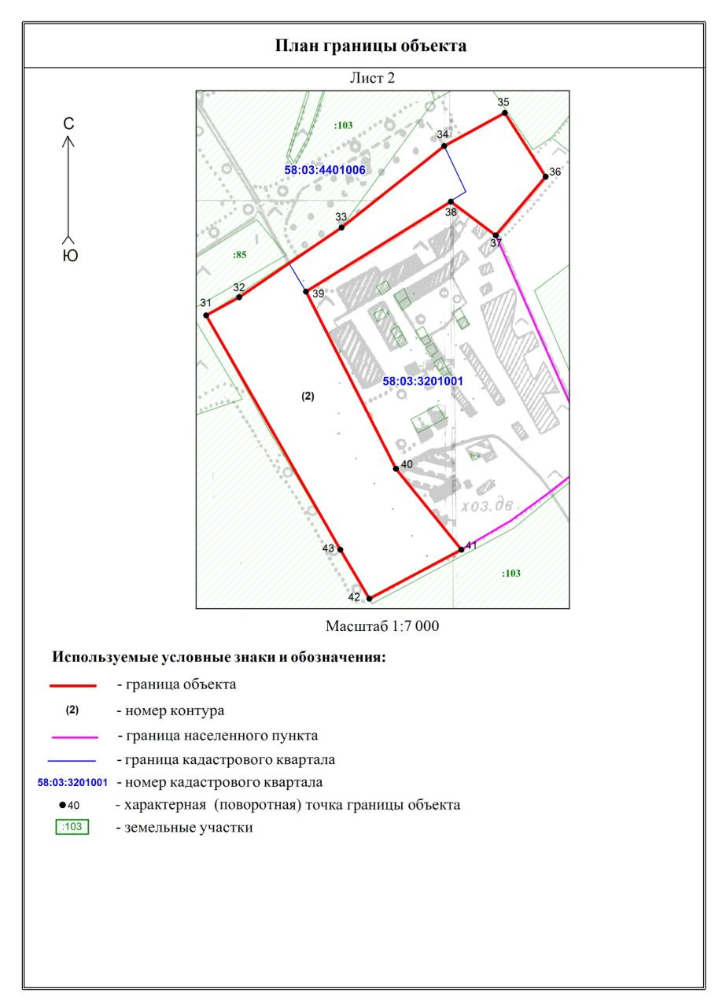 План границы объекта
Лист 2
С
Ю
35
:103
34
58:03:4401006
36
38
33
37
:85
32
39
31
58:03:3201001
(2)
40
хоз.дв.
43
41
:103
42
Масштаб 1:7 000
Используемые условные знаки и обозначения:
- граница объекта
(2) - номер контура
- граница населенного пункта
- граница кадастрового квартала
58:03:3201001 - номер кадастрового квартала
40 - характерная (поворотная) точка границы объекта
:103 - земельные участки